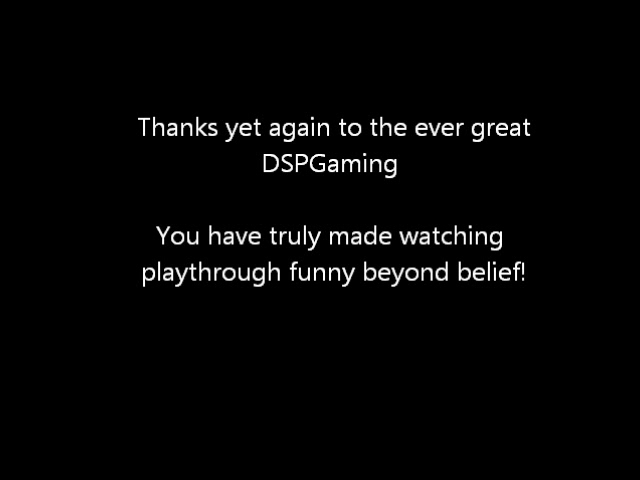 Thanks yet again to the ever great
DSPGaming
You have truly made watching
playthrough funny beyond belief!